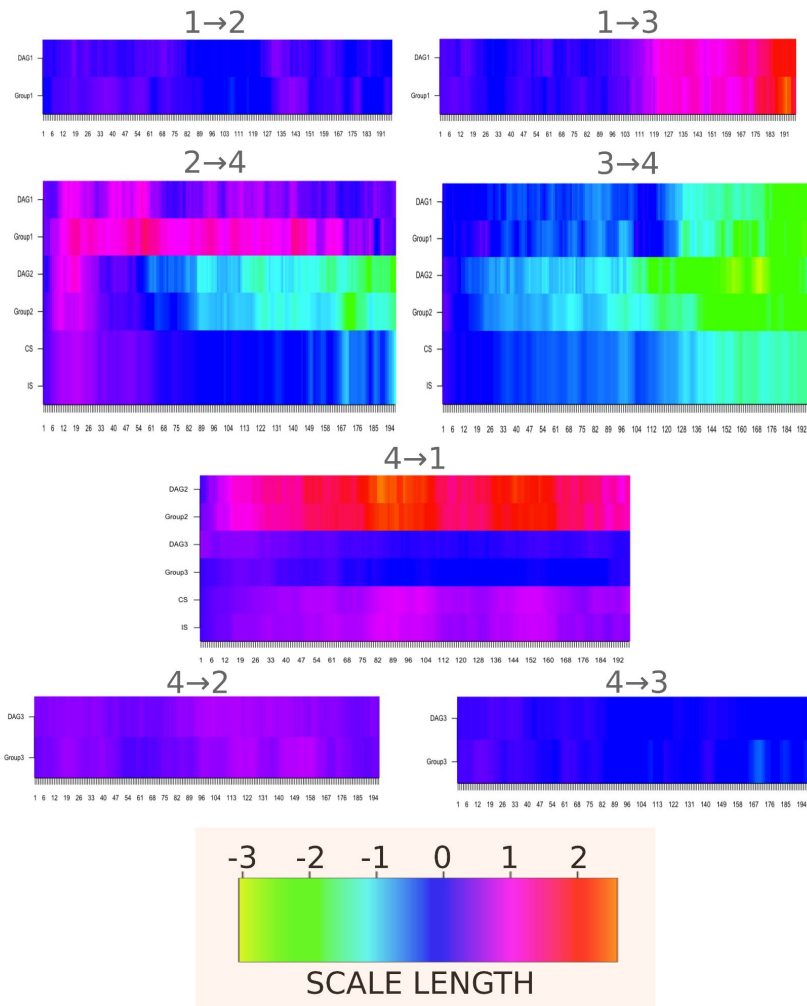 1→2 1→3
DAG1 DAG1
Group1 Group1
1 6 12 19 26 33 40 47 54 61 68 75 82 89 96 103 111 119 127 135 143 151 159 167 175 183 191
1 6 12 19 26 33 40 47 54 61 68 75 82 89 96 103 111 119 127 135 143 151 159 167 175 183 191
2→4 3→4
DAG1 DAG1
Group1 Group1
DAG2 DAG2
Group2 Group2
CS CS
IS IS
1 6 12 19 26 33 40 47 54 61 68 75 82 89 96 104 113 122 131 140 149 158 167 176 185 194
1 6 12 19 26 33 40 47 54 61 68 75 82 89 96 104 112 120 128 136 144 152 160 168 176 184 192
4→1
DAG2
Group2
DAG3
Group3
CS
IS
1 6 12 19 26 33 40 47 54 61 68 75 82 89 96 104 112 120 128 136 144 152 160 168 176 184 192
4→2 4→3
DAG3 DAG3
Group3 Group3
1 6 12 19 26 33 40 47 54 61 68 75 82 89 96 104 113 122 131 140 149 158 167 176 185 194
1 6 12 19 26 33 40 47 54 61 68 75 82 89 96 104 113 122 131 140 149 158 167 176 185 194
-3 -2 -1 0 1 2
SCALE LENGTH